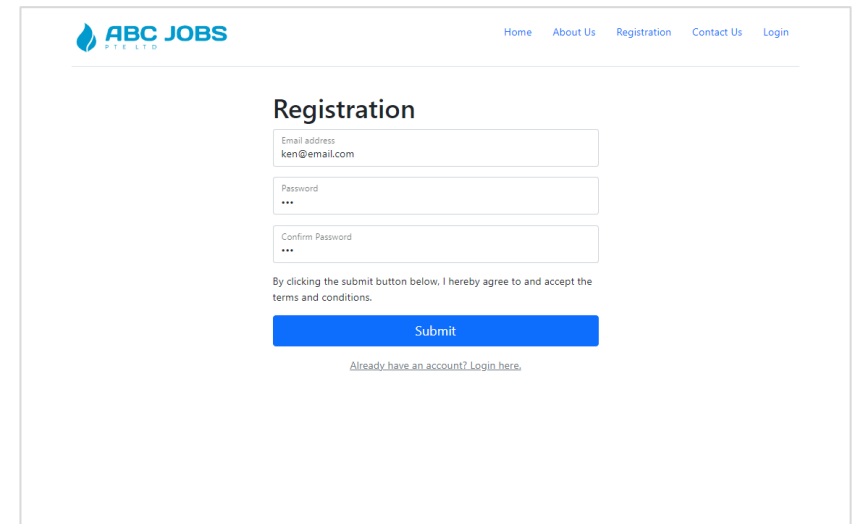 ABC JOBS
PTE LTD
Home About Us Registration Contact Us Login
Registration
Email address
ken@email.com
Password
•••
Confirm Password
•••
By clicking the submit button below, I hereby agree to and accept the
terms and conditions.
Submit
Already have an account? Login here.